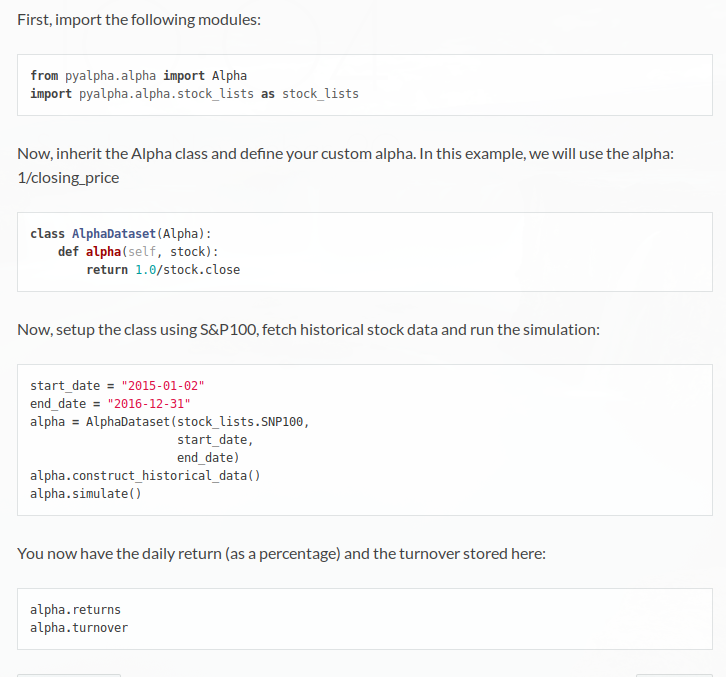 First, import the following modules:
from pyalpha.alpha import Alpha
import pyalpha.alpha.stock_lists as stock_lists
Now, inherit the Alpha class and define your custom alpha. In this example, we will use the alpha:
1/closing_price
class AlphaDataset(Alpha):
    def alpha(self, stock):
        return 1.0/stock.close
Now, setup the class using S&P100, fetch historical stock data and run the simulation:
start_date = "2015-01-02"
end_date = "2016-12-31"
alpha = AlphaDataset(stock_lists.SNP100,
                     start_date,
                     end_date)
alpha.construct_historical_data()
alpha.simulate()
You now have the daily return (as a percentage) and the turnover stored here:
alpha.returns
alpha.turnover